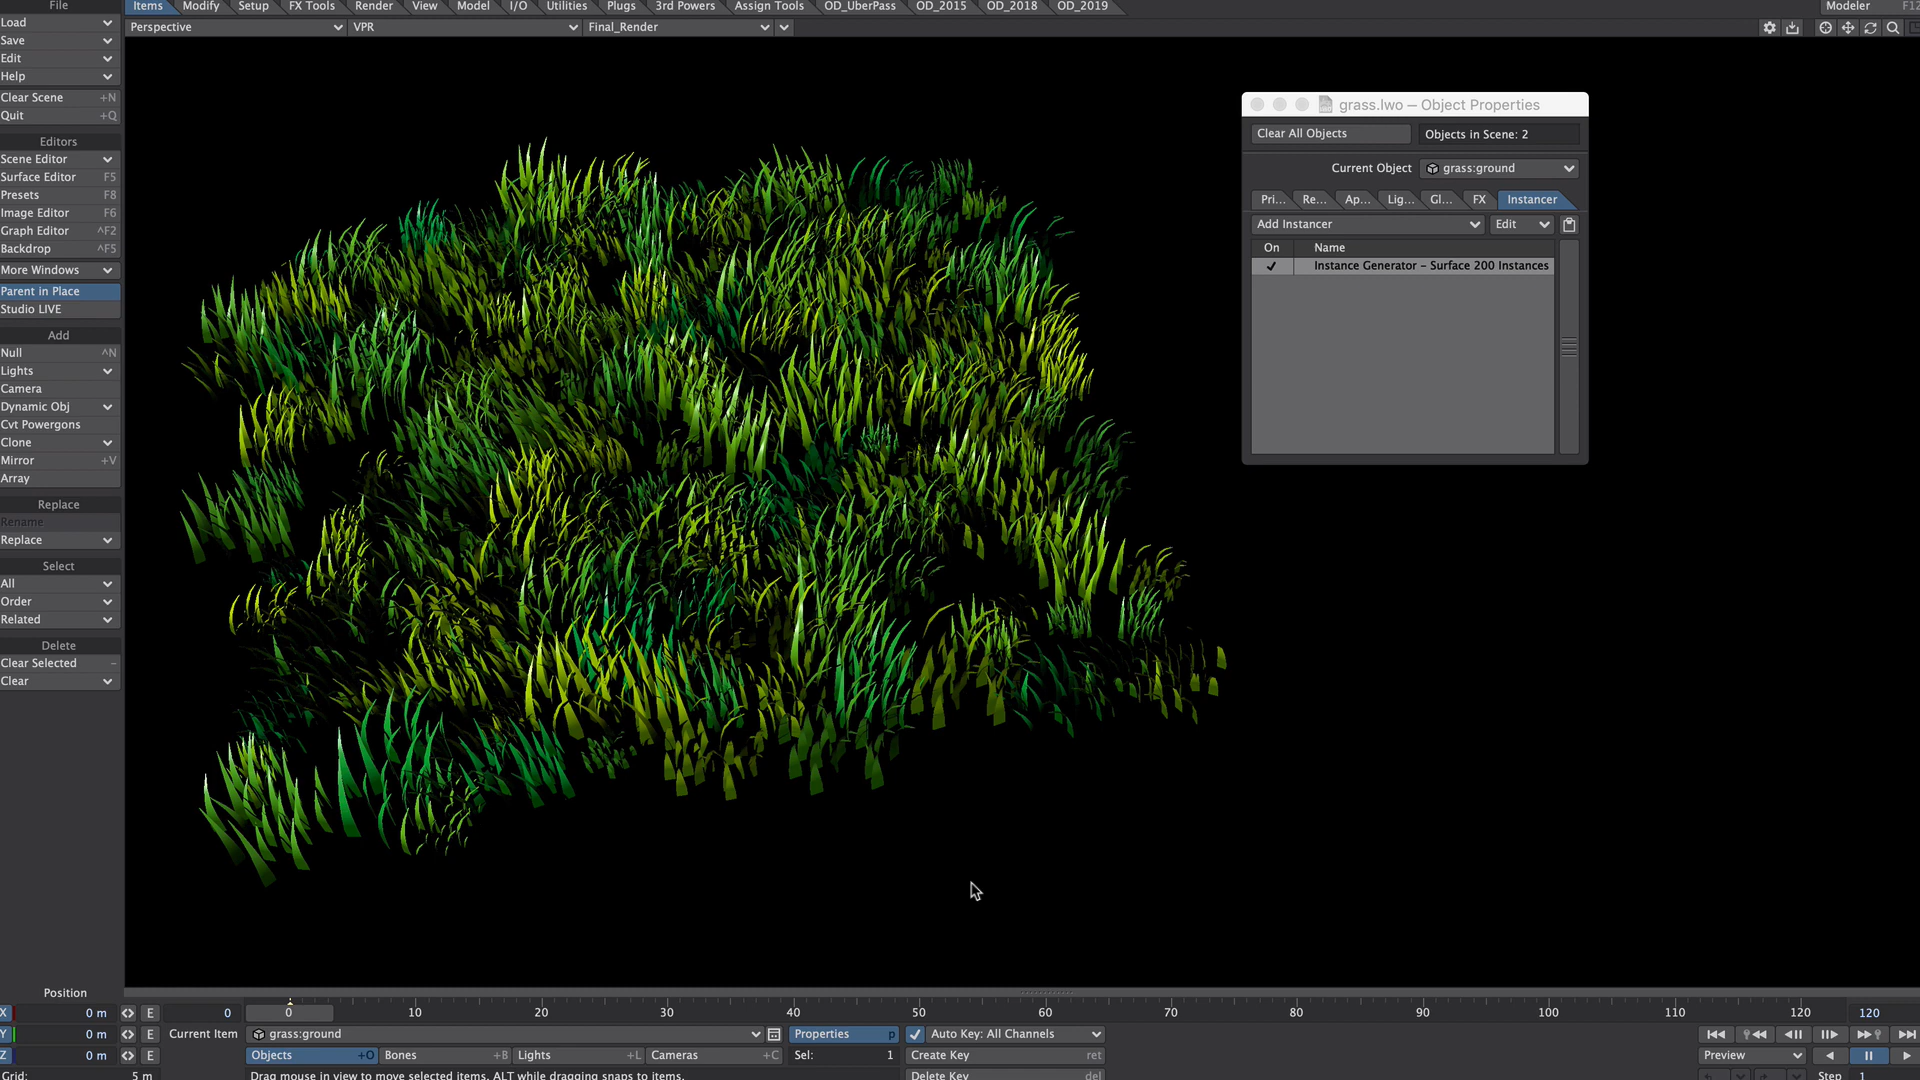 File
Items Modify Setup FX Tools Render View Model I/O Utilities Plugs 3rd Powers Assign Tools OD_UberPass OD_2015 OD_2018 OD_2019 Modeler F12
Load
Perspective VPR Final_Render
Save
Edit
Help
Clear Scene +N
Quit +Q
grass.lwo — Object Properties
Clear All Objects Objects in Scene: 2
Current Object grass:ground
Pri... Re... Ap... Lig... Gl... FX Instancer
Add Instancer Edit
On Name
✓ Instance Generator - Surface 200 Instances
Editors
Scene Editor
Surface Editor F5
Presets F8
Image Editor F6
Graph Editor ^F2
Backdrop ^F5
More Windows
Parent in Place
Studio LIVE
Add
Null ^N
Lights
Camera
Dynamic Obj
Cvt Powergons
Clone
Mirror +V
Array
Replace
Rename
Replace
Select
All
Order
Related
Delete
Clear Selected -
Clear
Position
X 0 m E 0 0 10 20 30 40 50 60 70 80 90 100 110 120 120
Y 0 m E Current Item grass:ground Properties p Auto Key: All Channels
Z 0 m E Objects +O Bones +B Lights +L Cameras +C Sel: 1 Create Key ret Preview
Grid: 5 m Drag mouse in view to move selected items. ALT while dragging snaps to items. Delete Key del Step 1